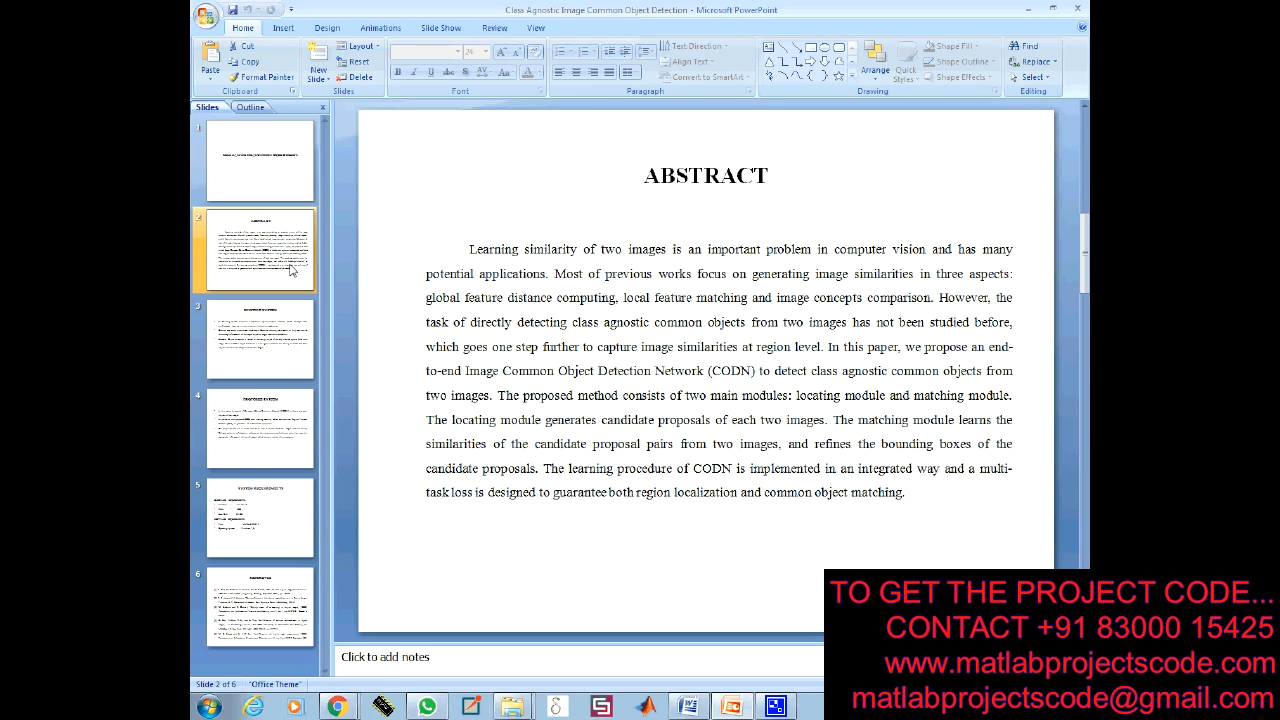 Class Agnostic Image Common Object Detection - Microsoft PowerPoint
Home Insert Design Animations Slide Show Review View
Cut
Copy
Format Painter
Paste
Clipboard
New
Slide
Layout
Reset
Delete
Slides
Font
Text Direction
Align Text
Convert to SmartArt
Paragraph
Arrange
Quick
Styles
Shape Fill
Shape Outline
Shape Effects
Drawing
Find
Replace
Select
Editing
Slides Outline
1
2
ABSTRACT
3
4
5
SYSTEM REQUIREMENTS
6
ABSTRACT
Learning similarity of two images is an important problem in computer vision and has many
potential applications. Most of previous works focus on generating image similarities in three aspects:
global feature distance computing, local feature matching and image concepts comparison. However, the
task of directly detecting class agnostic common objects from two images has not been studied before,
which goes one step further to capture image similarities at region level. In this paper, we propose an end-
to-end Image Common Object Detection Network (CODN) to detect class agnostic common objects from
two images. The proposed method consists of two main modules: locating module and matching module.
The locating module generates candidate proposals of each two images. The matching module learns the
similarities of the candidate proposal pairs from two images, and refines the bounding boxes of the
candidate proposals. The learning procedure of CODN is implemented in an integrated way and a multi-
task loss is designed to guarantee both region localization and common object matching.
Click to add notes
Slide 2 of 6 "Office Theme"
TO GET THE PROJECT CODE...
CONTACT +91 83000 15425
www.matlabprojectscode.com
matlabprojectscode@gmail.com